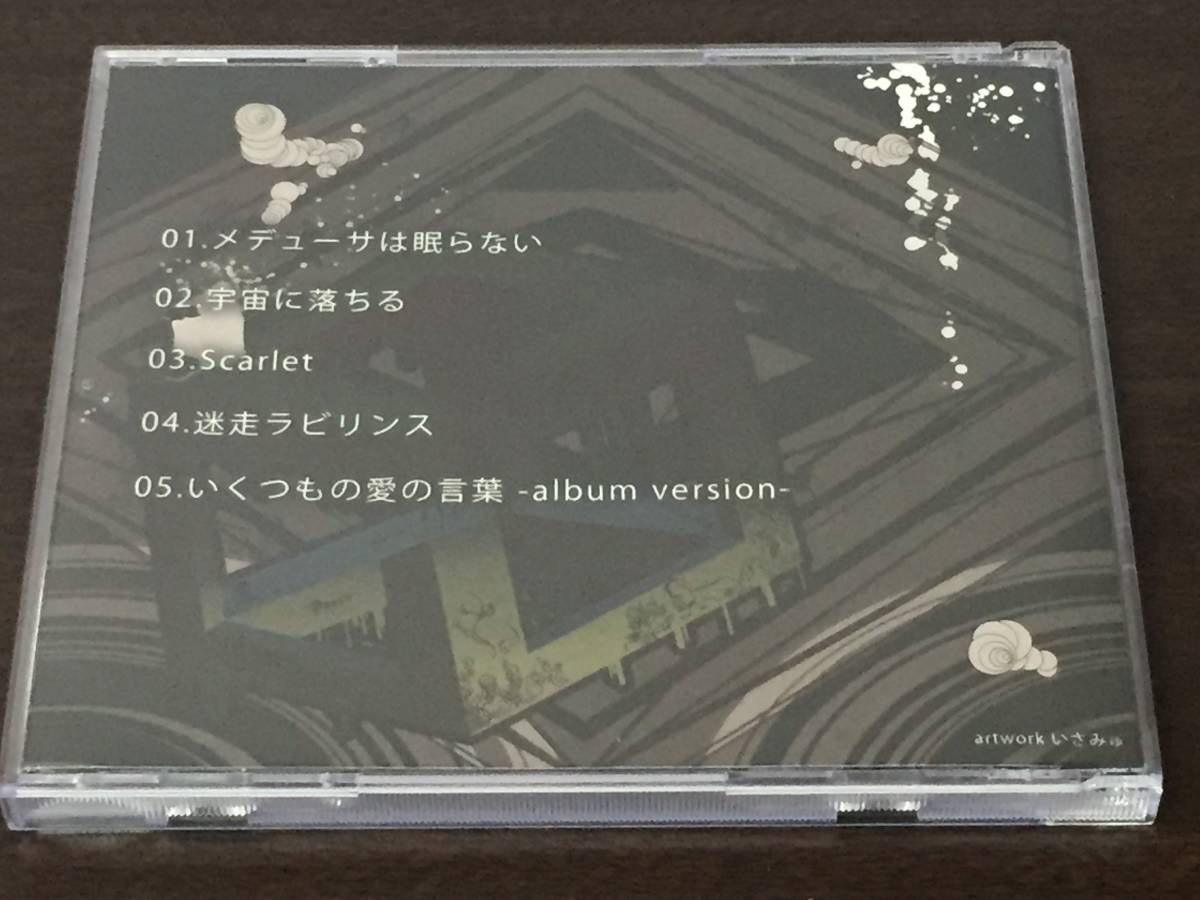 01.メデューサは眠らない
02.宇宙に落ちる
03.Scarlet
04.迷走ラビリンス
05.いくつもの愛の言葉 -album version-
artwork いさみゅ